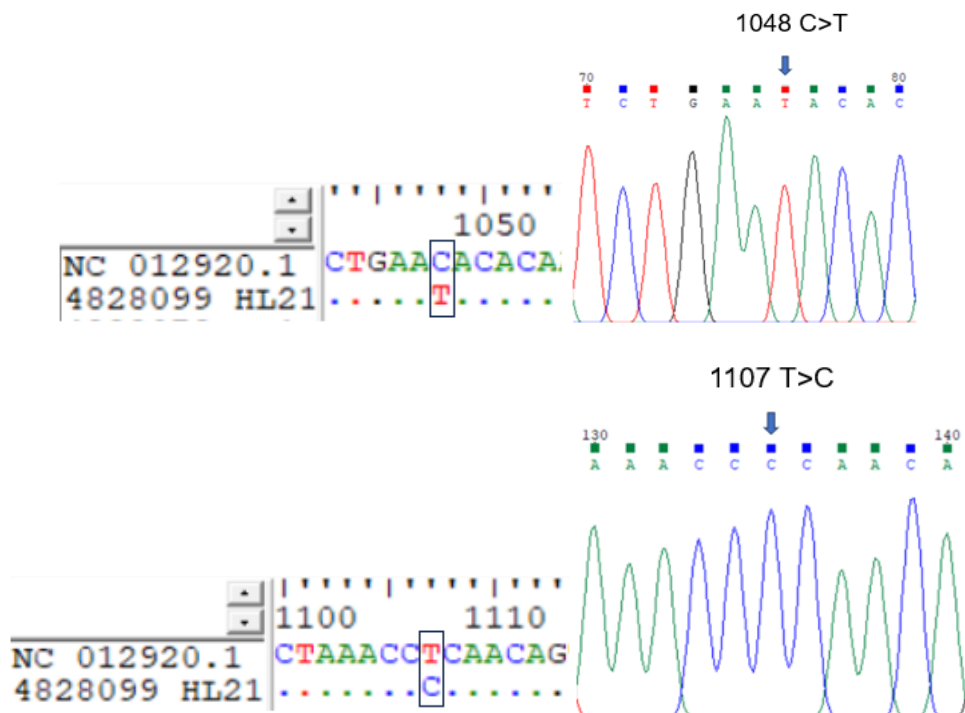 1048 C>T
70 80
T C T G A A T A C A C
1050
NC 012920.1 CTGAACACACA
4828099 HL21 .....T.....
1107 T>C
130 140
A A A C C C C A A C A
1100 1110
NC 012920.1 CTAAACCTCAACAG
4828099 HL21 .......C......